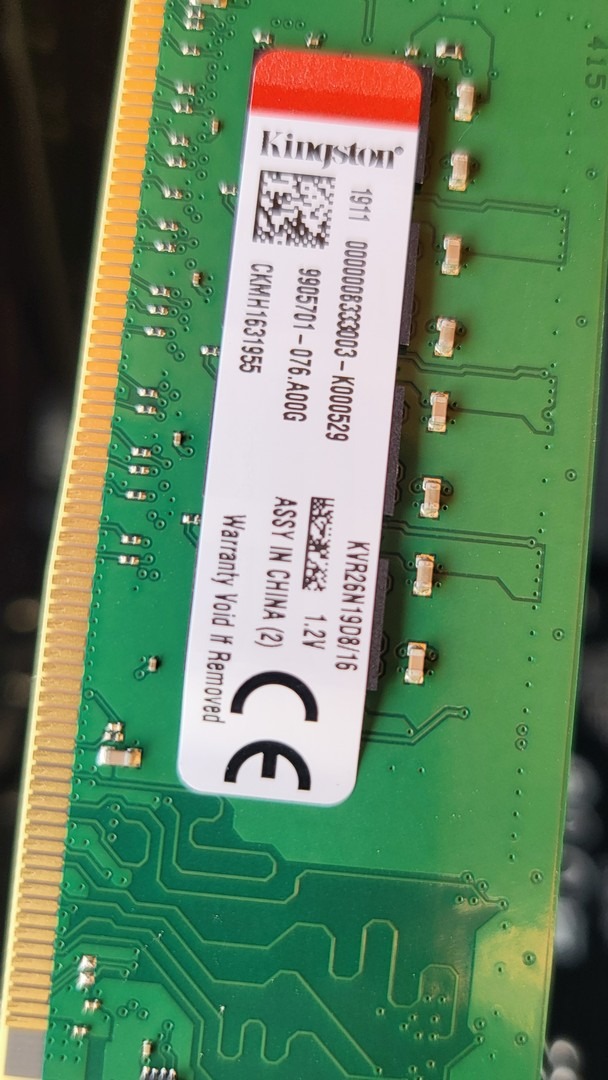 Kingston®
1911 0000008333003-K000529
9905701-076.A00G
CKMH1631955
KVR26N19D8/16
1.2V
ASSY IN CHINA (2)
Warranty Void If Removed
CE
415